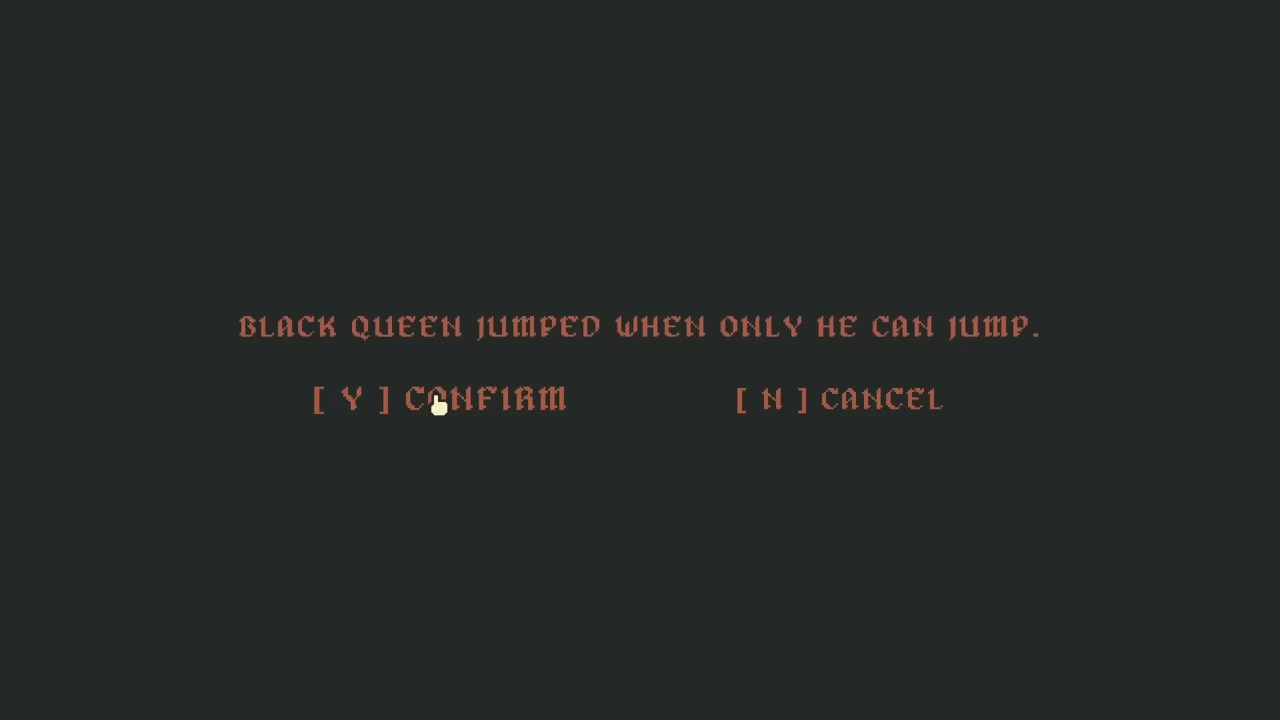 BLACK QUEEN JUMPED WHEN ONLY HE CAN JUMP.
[ Y ] CONFIRM [ N ] CANCEL